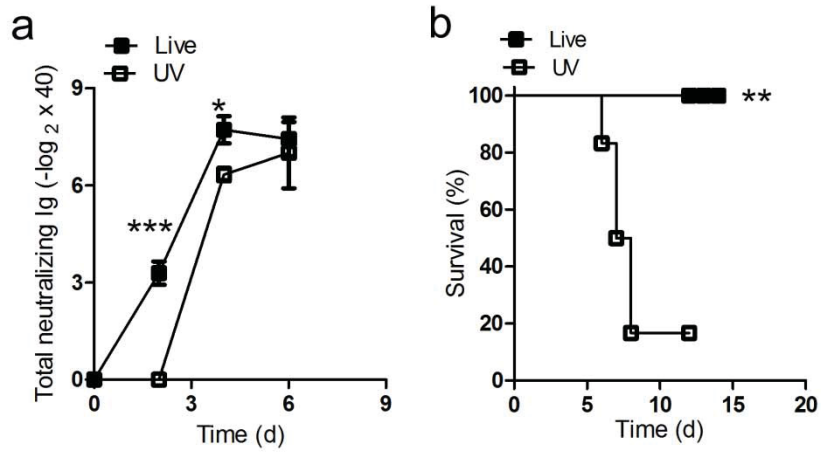 a
Live
UV
Total neutralizing Ig (-log 2 x 40)
9
6
3
0
***
*
0 3 6 9
Time (d)
b
Live
UV
Survival (%)
100
80
60
40
20
0
**
0 5 10 15 20
Time (d)